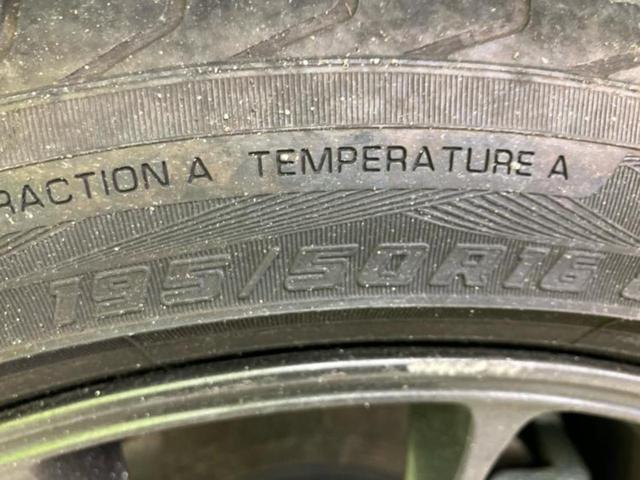 RACTION A TEMPERATURE A
195/50R16